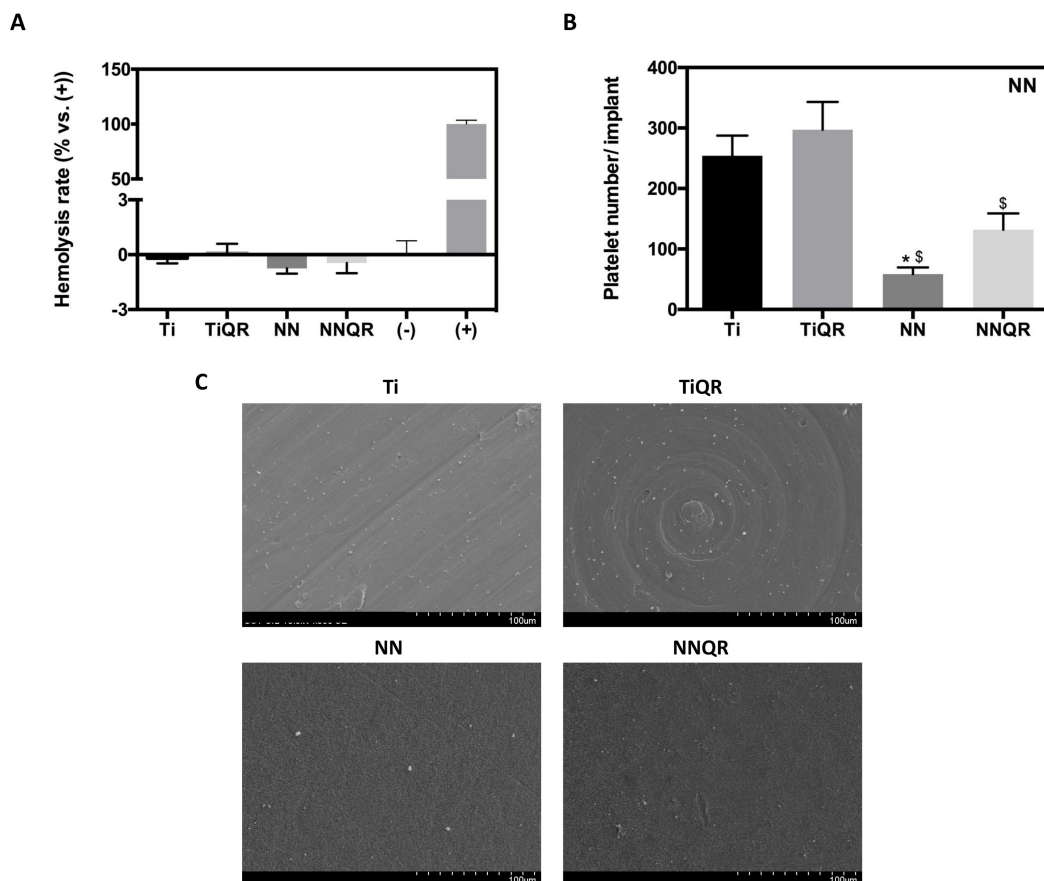 A
Hemolysis rate (% vs. (+))
150
100
50
3
0
-3
Ti TiQR NN NNQR (-) (+)
B
Platelet number/ implant
400
300
200
100
0
NN
* $
$
Ti TiQR NN NNQR
C
Ti
TiQR
100um
100um
NN
NNQR
100um
100um